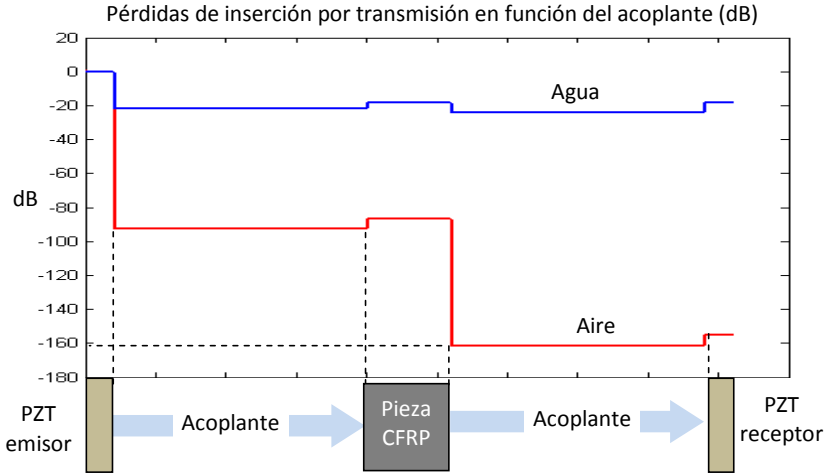 Pérdidas de inserción por transmisión en función del acoplante (dB)
20
0
-20
-40
-60
-80
-100
-120
-140
-160
-180
dB
Agua
Aire
PZT
emisor
Acoplante
Pieza
CFRP
Acoplante
PZT
receptor